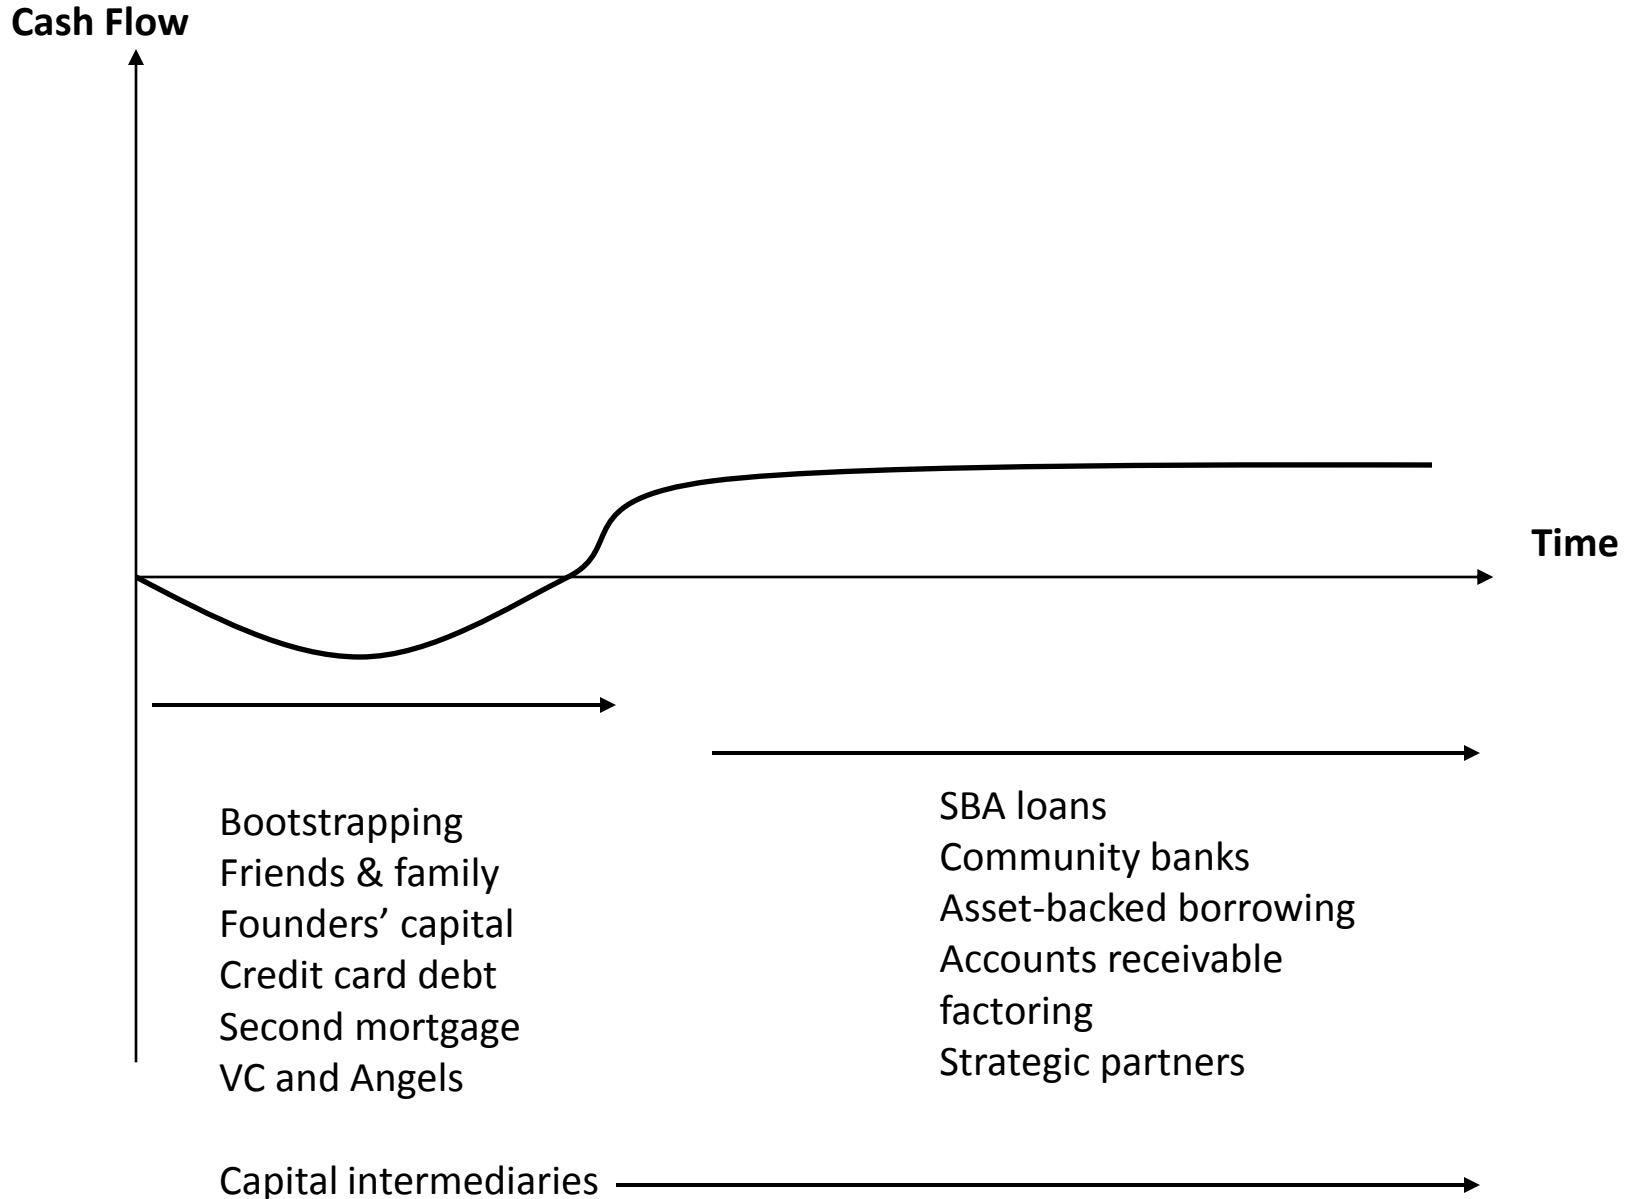 Cash Flow
Time
Bootstrapping
Friends & family
Founders’ capital
Credit card debt
Second mortgage
VC and Angels
SBA loans
Community banks
Asset-backed borrowing
Accounts receivable
factoring
Strategic partners
Capital intermediaries